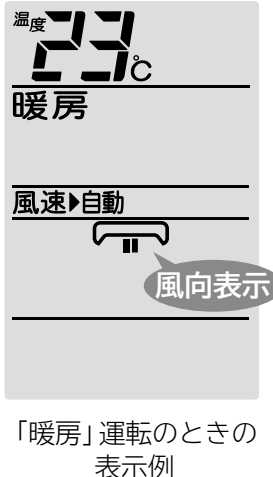 温度 23℃
暖房
風速▶自動
風向表示
「暖房」運転のときの
表示例